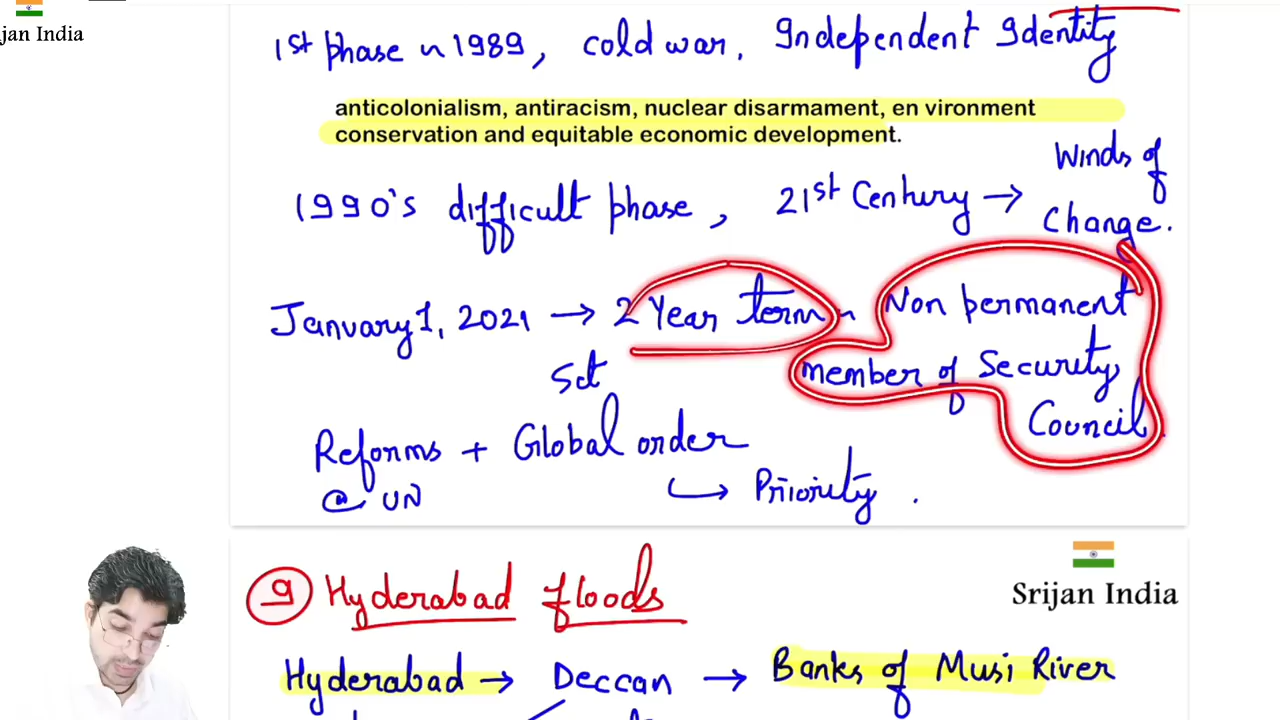 jan India
1st phase ~ 1989, cold war. Independent Identity
anticolonialism, antiracism, nuclear disarmament, en vironment
conservation and equitable economic development.
1990's difficult phase, 21st Century → Winds of
Change.
January 1, 2021 → 2 Year term ~ Non permanent
Set member of Security
Council
Reforms + Global order
@ UN ↳ Priority.
9 Hyderabad floods
Srijan India
Hyderabad → Deccan → Banks of Musi River